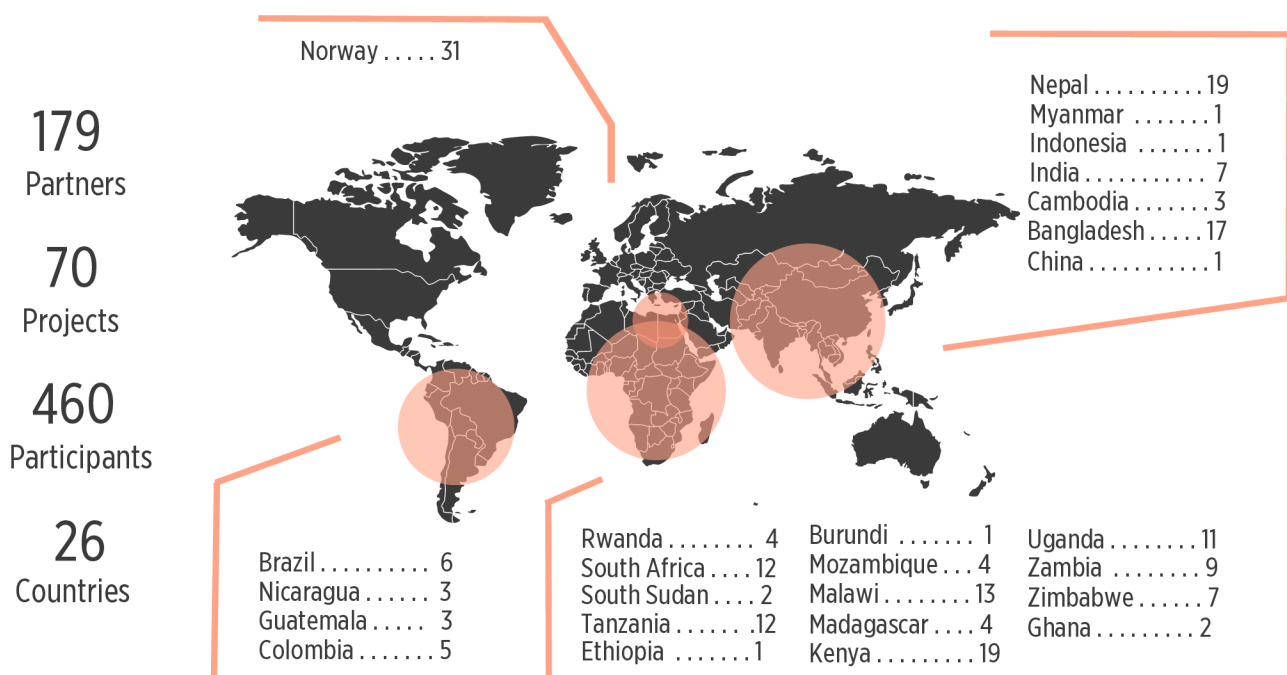 179
Partners
70
Projects
460
Participants
26
Countries
Norway . . . . . 31
Nepal . . . . . . . . . . 19
Myanmar . . . . . . . 1
Indonesia . . . . . . . 1
India . . . . . . . . . . . 7
Cambodia . . . . . . . 3
Bangladesh . . . . . 17
China . . . . . . . . . . . 1
Brazil . . . . . . . . . . 6
Nicaragua . . . . . . 3
Guatemala . . . . . 3
Colombia . . . . . . . 5
Rwanda . . . . . . . . 4
South Africa . . . . 12
South Sudan . . . . 2
Tanzania . . . . . . .12
Ethiopia . . . . . . . 1
Burundi . . . . . . . 1
Mozambique . . . 4
Malawi . . . . . . . . 13
Madagascar . . . 4
Kenya . . . . . . . . . 19
Uganda . . . . . . . . 11
Zambia . . . . . . . . 9
Zimbabwe . . . . . 7
Ghana . . . . . . . . . 2